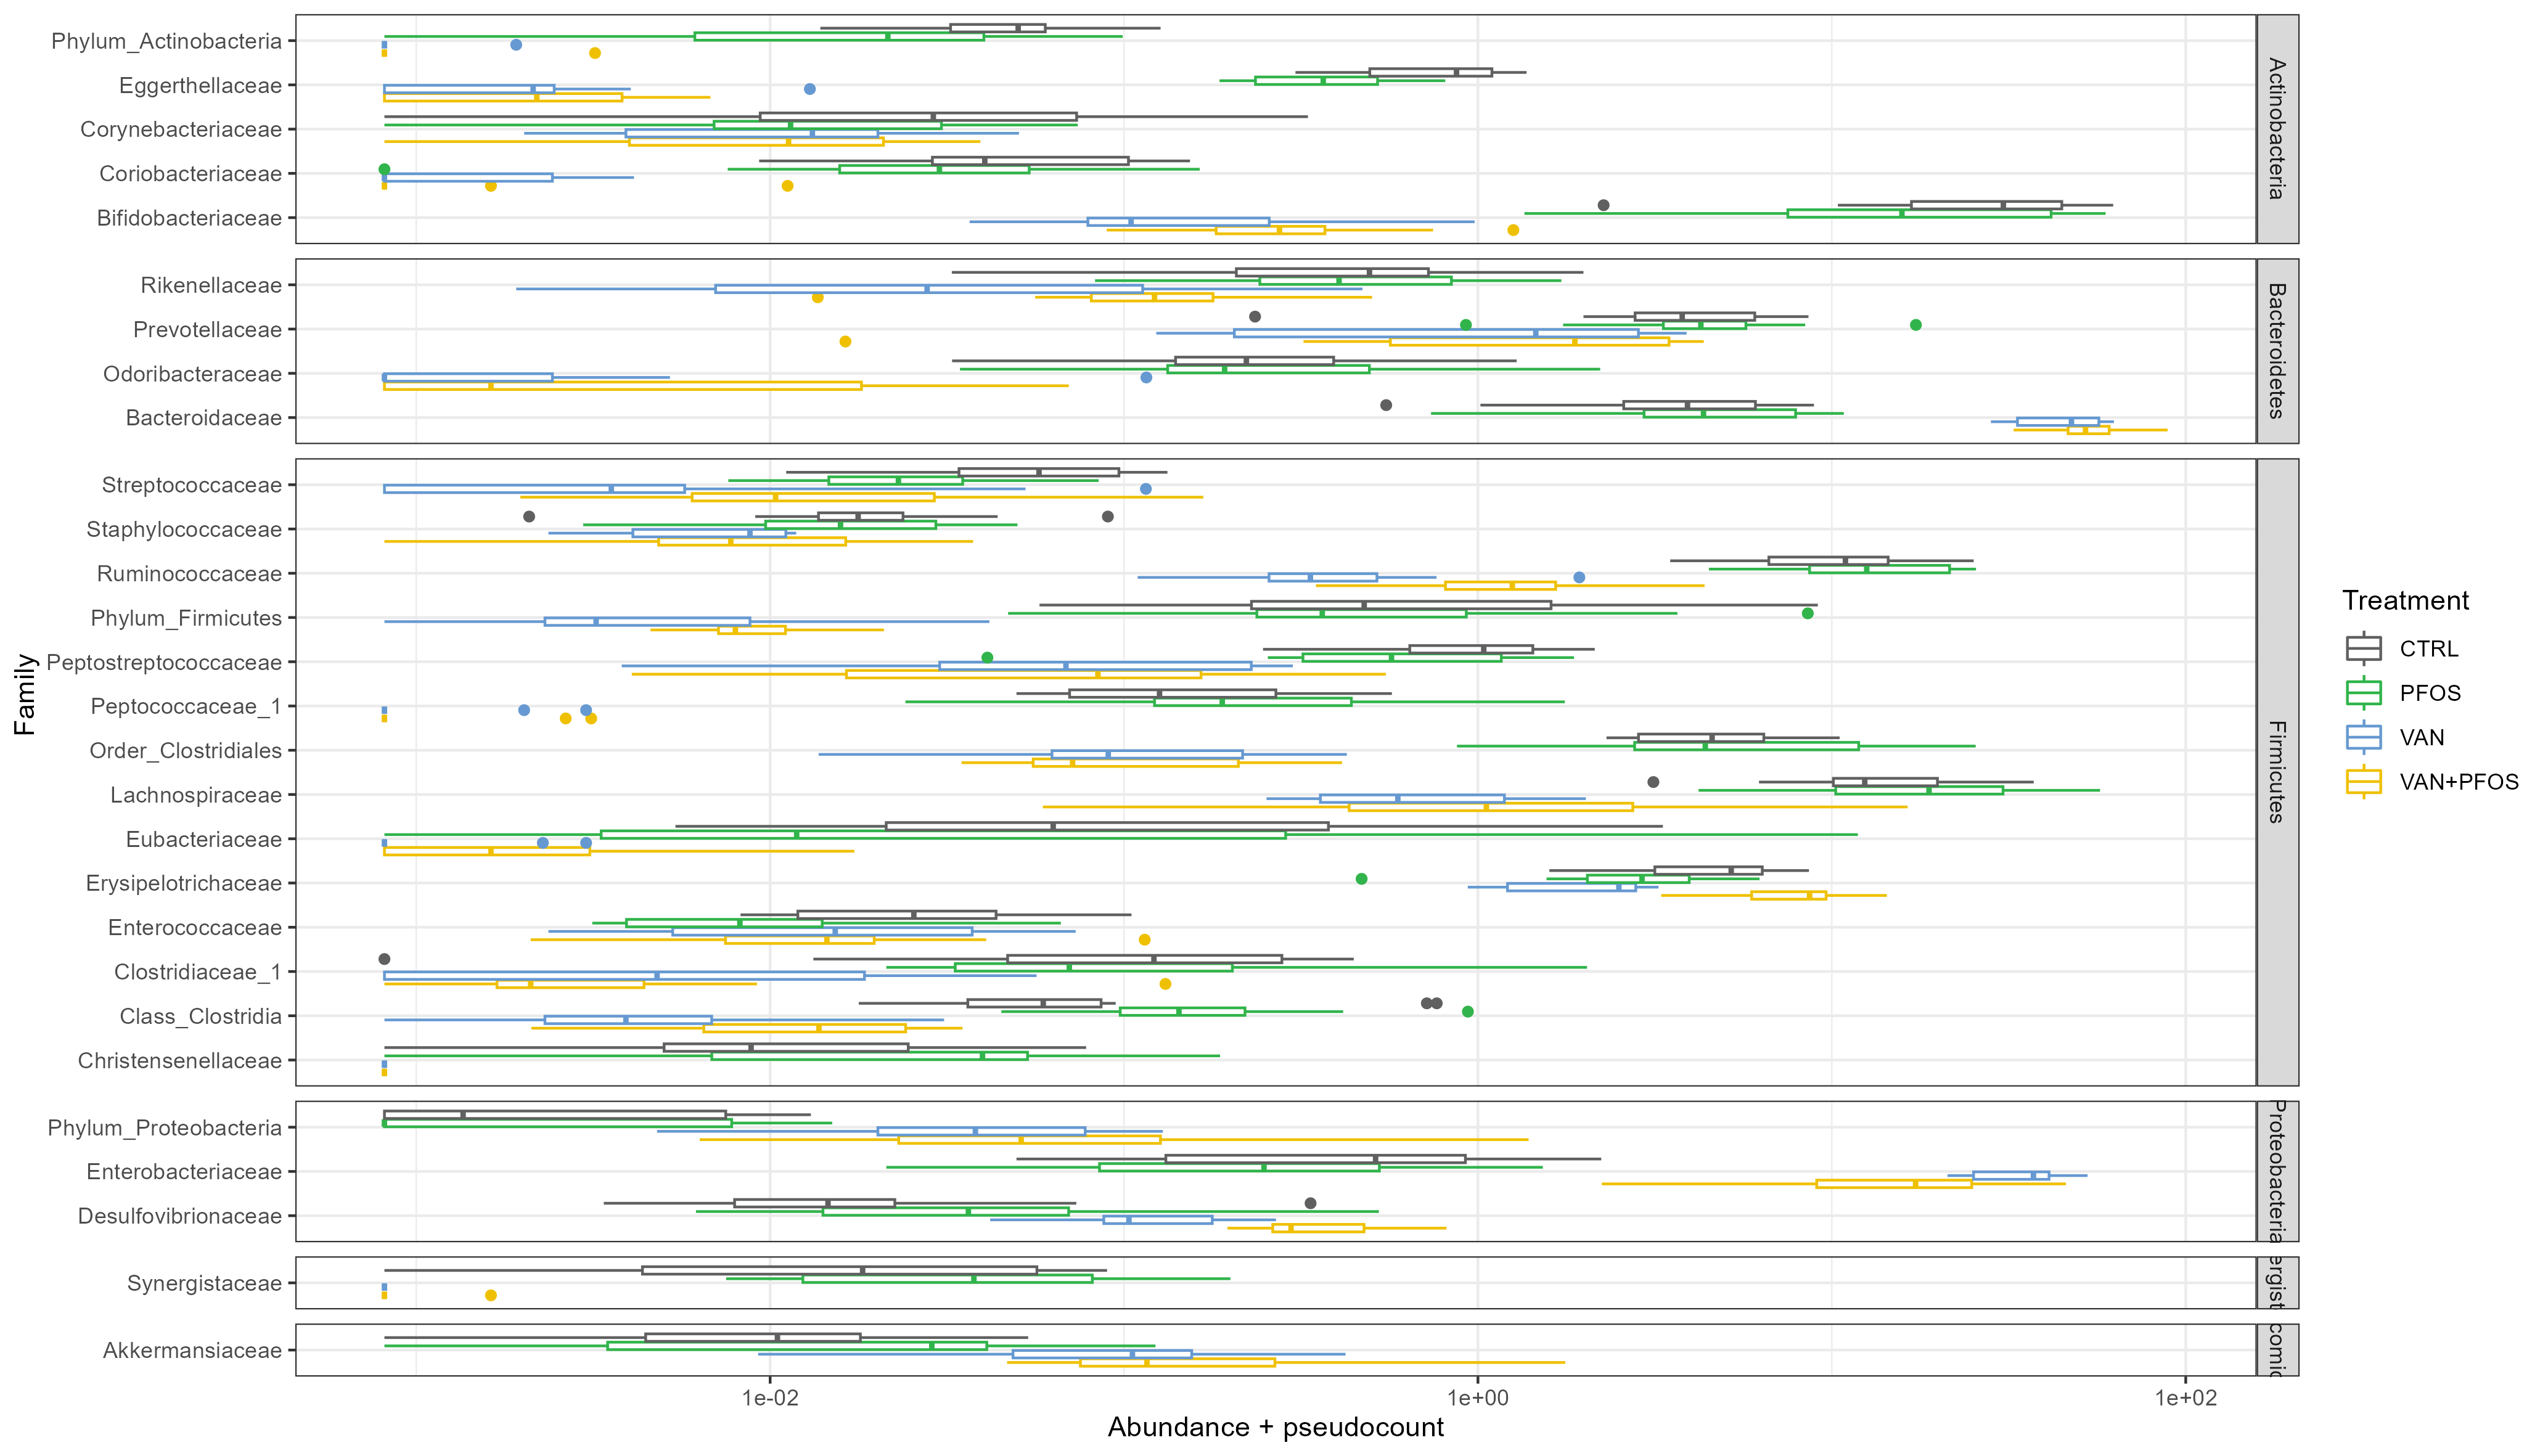 Phylum_Actinobacteria
Eggerthellaceae
Corynebacteriaceae
Coriobacteriaceae
Bifidobacteriaceae
Actinobacteria
Rikenellaceae
Prevotellaceae
Odoribacteraceae
Bacteroidaceae
Bacteroidetes
Streptococcaceae
Staphylococcaceae
Ruminococcaceae
Phylum_Firmicutes
Peptostreptococcaceae
Peptococcaceae_1
Order_Clostridiales
Lachnospiraceae
Eubacteriaceae
Erysipelotrichaceae
Enterococcaceae
Clostridiaceae_1
Class_Clostridia
Christensenellaceae
Firmicutes
Phylum_Proteobacteria
Enterobacteriaceae
Desulfovibrionaceae
Proteobacteria
Synergistaceae
ergist
Akkermansiaceae
comic
Family
1e-02
1e+00
1e+02
Abundance + pseudocount
Treatment
CTRL
PFOS
VAN
VAN+PFOS